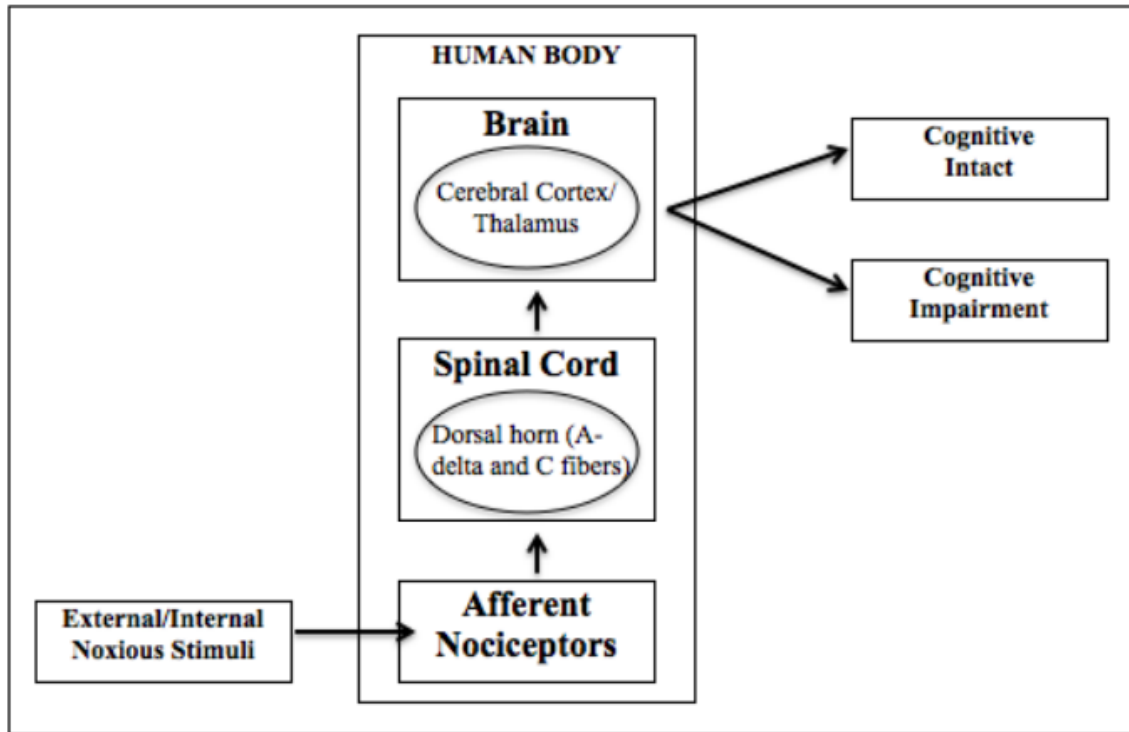 HUMAN BODY
Brain
Cerebral Cortex/
Thalamus
Cognitive
Intact
Cognitive
Impairment
Spinal Cord
Dorsal horn (A-
delta and C fibers)
Afferent
Nociceptors
External/Internal
Noxious Stimuli